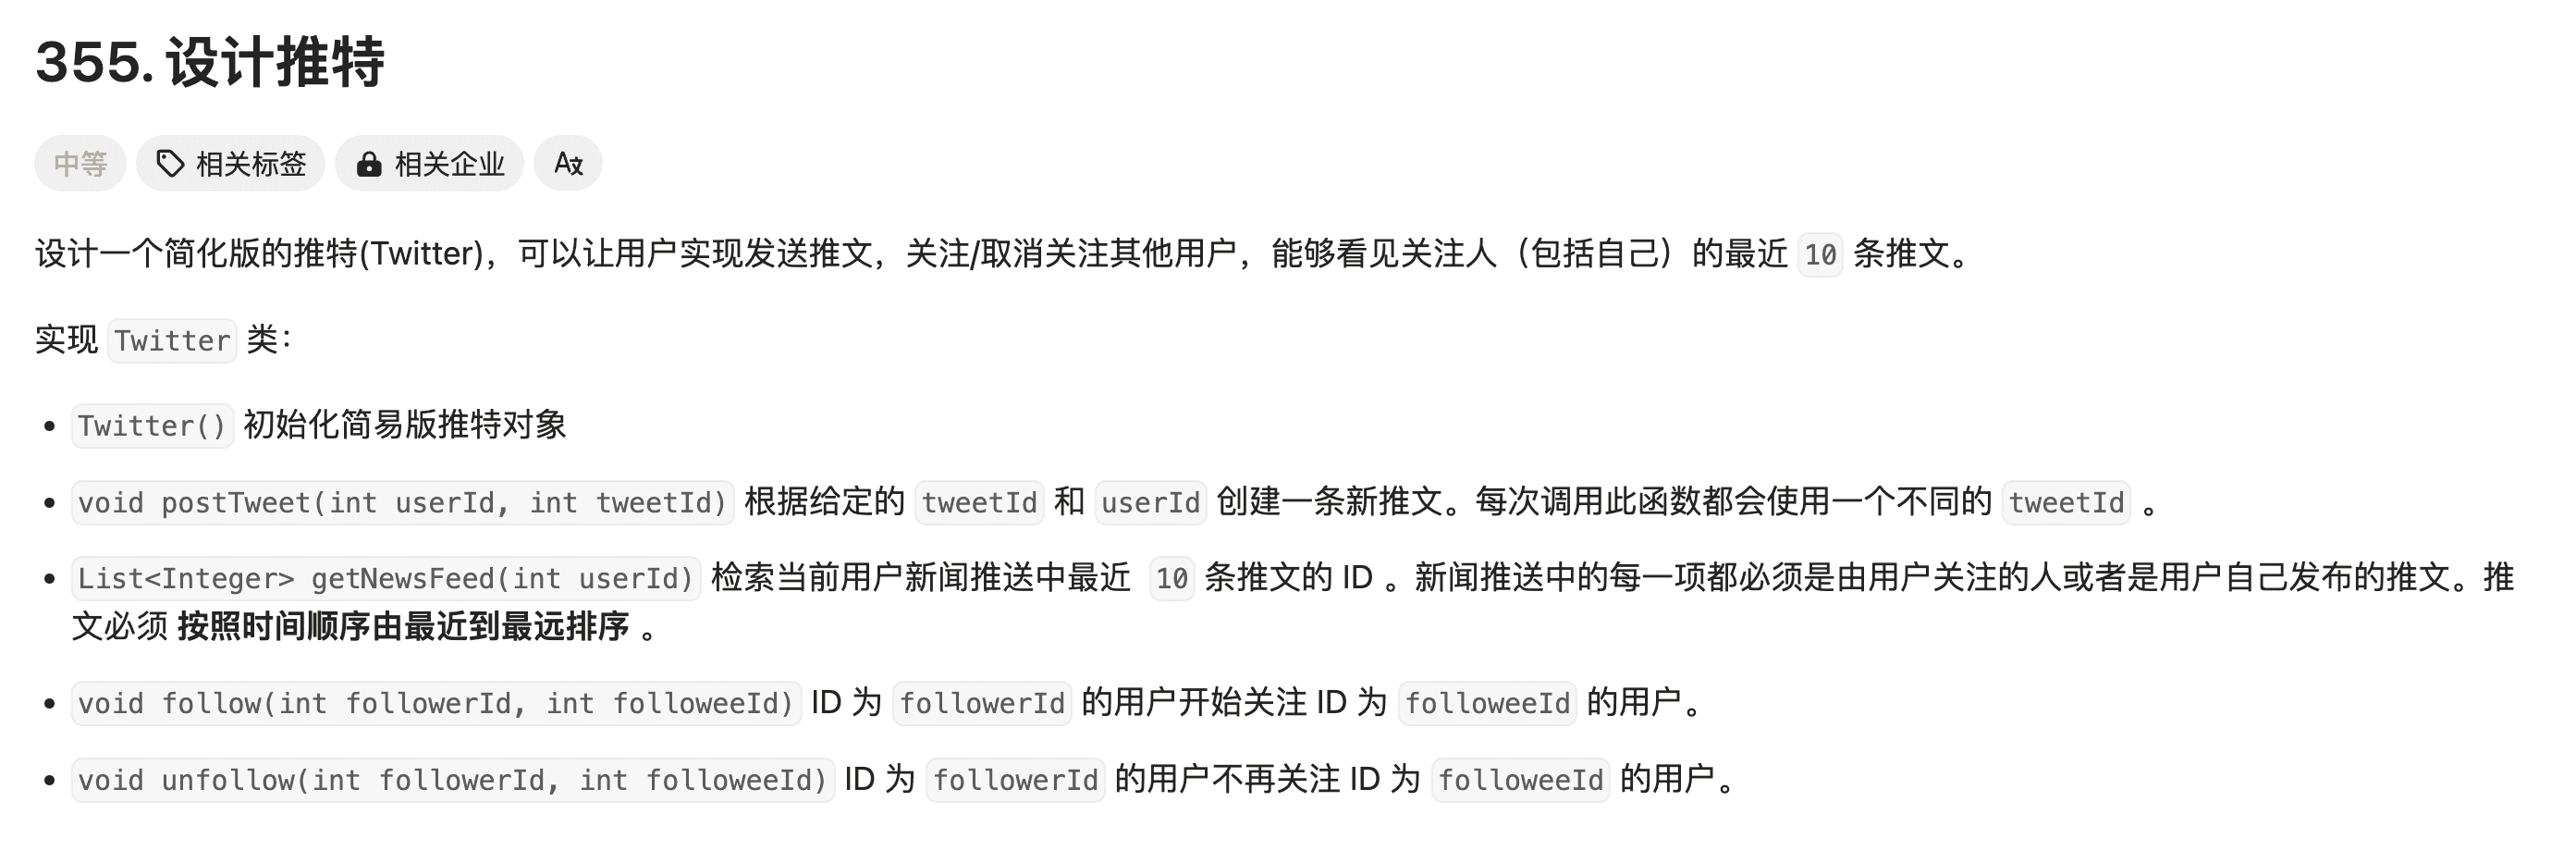 355. 设计推特
中等 相关标签 相关企业 A文
设计一个简化版的推特(Twitter)，可以让用户实现发送推文，关注/取消关注其他用户，能够看见关注人（包括自己）的最近 10 条推文。
实现 Twitter 类：
• Twitter() 初始化简易版推特对象
• void postTweet(int userId, int tweetId) 根据给定的 tweetId 和 userId 创建一条新推文。每次调用此函数都会使用一个不同的 tweetId 。
• List<Integer> getNewsFeed(int userId) 检索当前用户新闻推送中最近 10 条推文的 ID 。新闻推送中的每一项都必须是由用户关注的人或者是用户自己发布的推文。推
文必须 按照时间顺序由最近到最远排序 。
• void follow(int followerId, int followeeId) ID 为 followerId 的用户开始关注 ID 为 followeeId 的用户。
• void unfollow(int followerId, int followeeId) ID 为 followerId 的用户不再关注 ID 为 followeeId 的用户。